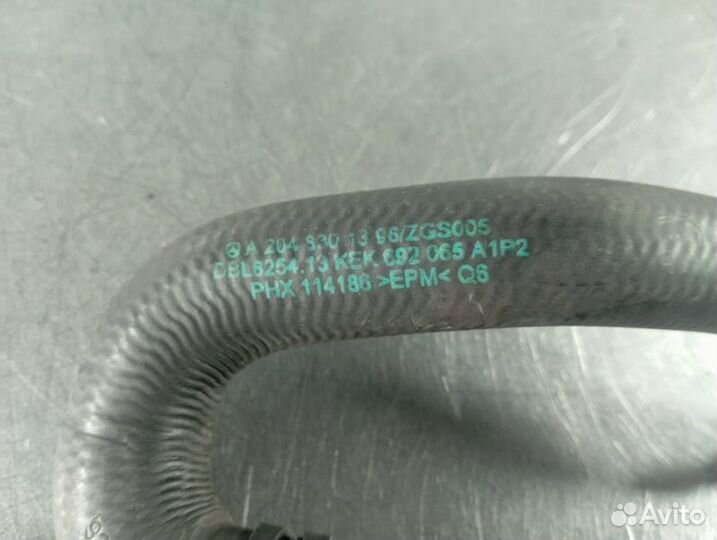 A 204 830 13 96/ZGS005
DBL6254.13 KEK 692 065 A1P2
PHX 114186 >EPM< Q6
Avito